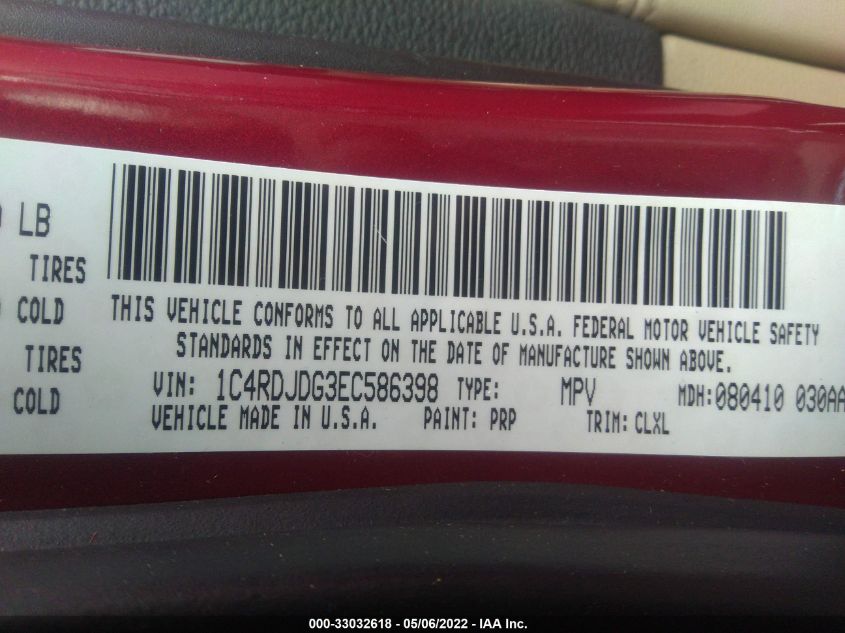 LB
TIRES
COLD
TIRES
COLD
THIS VEHICLE CONFORMS TO ALL APPLICABLE U.S.A. FEDERAL MOTOR VEHICLE SAFETY
STANDARDS IN EFFECT ON THE DATE OF MANUFACTURE SHOWN ABOVE.
VIN: 1C4RDJDG3EC586398 TYPE: MPV MDH:080410 030AA
VEHICLE MADE IN U.S.A. PAINT: PRP TRIM: CLXL
000-33032618 - 05/06/2022 - IAA Inc.